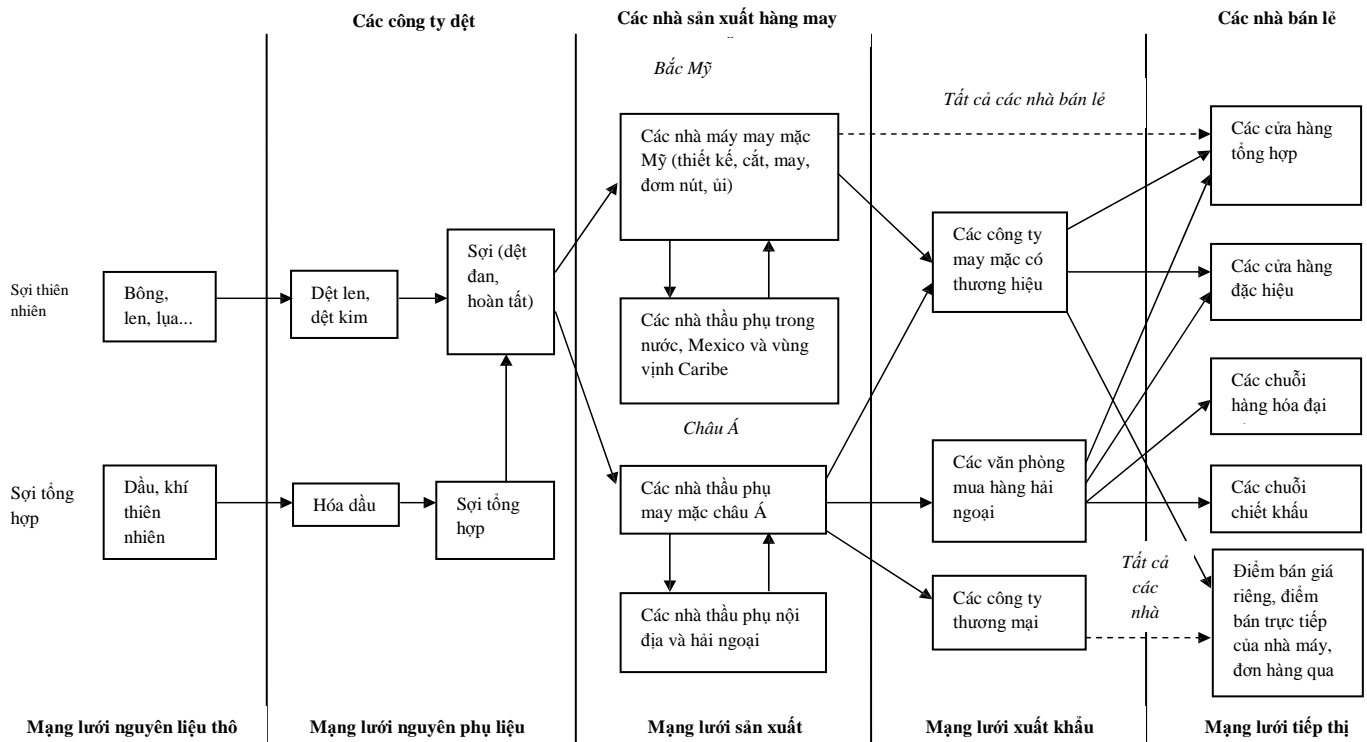 Các công ty dệt
Các nhà sản xuất hàng may
Các nhà bán lẻ
Bắc Mỹ
Tất cả các nhà bán lẻ
Sợi thiên
nhiên
Bông,
len, lụa...
Dệt len,
dệt kim
Sợi (dệt
đan,
hoàn tất)
Các nhà máy may mặc
Mỹ (thiết kế, cắt, may,
đơm nút, ủi)
Các nhà thầu phụ trong
nước, Mexico và vùng
vịnh Caribe
Các công ty
may mặc có
thương hiệu
Các cửa hàng
tổng hợp
Các cửa hàng
đặc hiệu
Các chuỗi
hàng hóa đại
Châu Á
Sợi tổng
hợp
Dầu, khí
thiên
nhiên
Hóa dầu
Sợi tổng
hợp
Các nhà thầu phụ
may mặc châu Á
Các nhà thầu phụ nội
địa và hải ngoại
Các văn phòng
mua hàng hải
ngoại
Các công ty
thương mại
Tất cả
các
nhà
Các chuỗi
chiết khấu
Điểm bán giá
riêng, điểm
bán trực tiếp
của nhà máy,
đơn hàng qua
Mạng lưới nguyên liệu thô
Mạng lưới nguyên phụ liệu
Mạng lưới sản xuất
Mạng lưới xuất khẩu
Mạng lưới tiếp thị